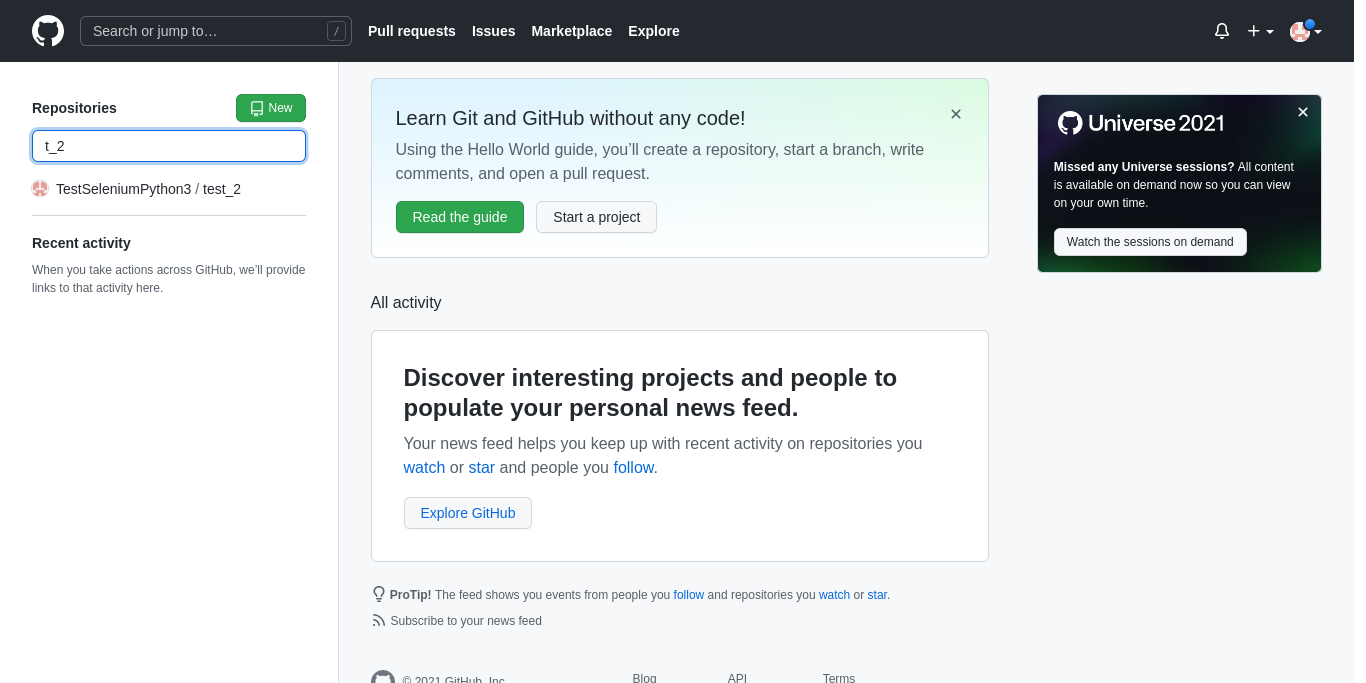 Search or jump to…
/
Pull requests
Issues
Marketplace
Explore
Repositories
New
t_2
TestSeleniumPython3 / test_2
Recent activity
When you take actions across GitHub, we’ll provide
links to that activity here.
Learn Git and GitHub without any code!
Using the Hello World guide, you’ll create a repository, start a branch, write
comments, and open a pull request.
Read the guide
Start a project
All activity
Discover interesting projects and people to
populate your personal news feed.
Your news feed helps you keep up with recent activity on repositories you
watch or star and people you follow.
Explore GitHub
ProTip! The feed shows you events from people you follow and repositories you watch or star.
Subscribe to your news feed
© 2021 GitHub, Inc.
Blog
API
Terms
Universe 2021
Missed any Universe sessions? All content
is available on demand now so you can view
on your own time.
Watch the sessions on demand